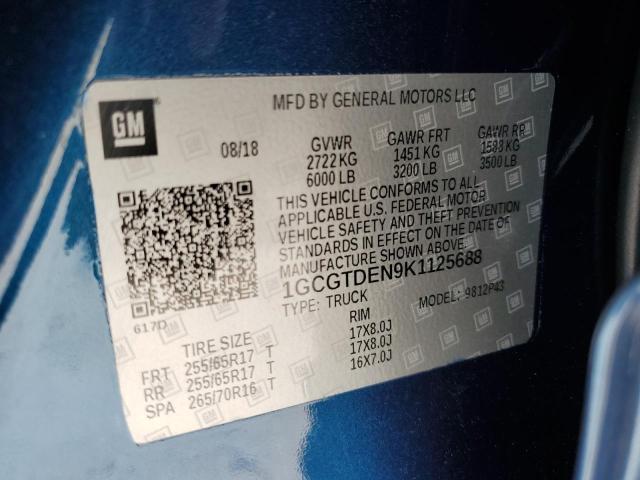 GM
MFD BY GENERAL MOTORS LLC
08/18 GVWR GAWR FRT GAWR RR
2722 KG 1451 KG 1588 KG
6000 LB 3200 LB 3500 LB
THIS VEHICLE CONFORMS TO ALL
APPLICABLE U.S. FEDERAL MOTOR
VEHICLE SAFETY AND THEFT PREVENTION
STANDARDS IN EFFECT ON THE DATE OF
MANUFACTURE SHOWN ABOVE.
1GCGTDEN9K1125688
TYPE: TRUCK MODEL: 9812P43
617D
TIRE SIZE RIM
FRT 255/65R17 T 17X8.0J
RR 255/65R17 T 17X8.0J
SPA 265/70R16 T 16X7.0J